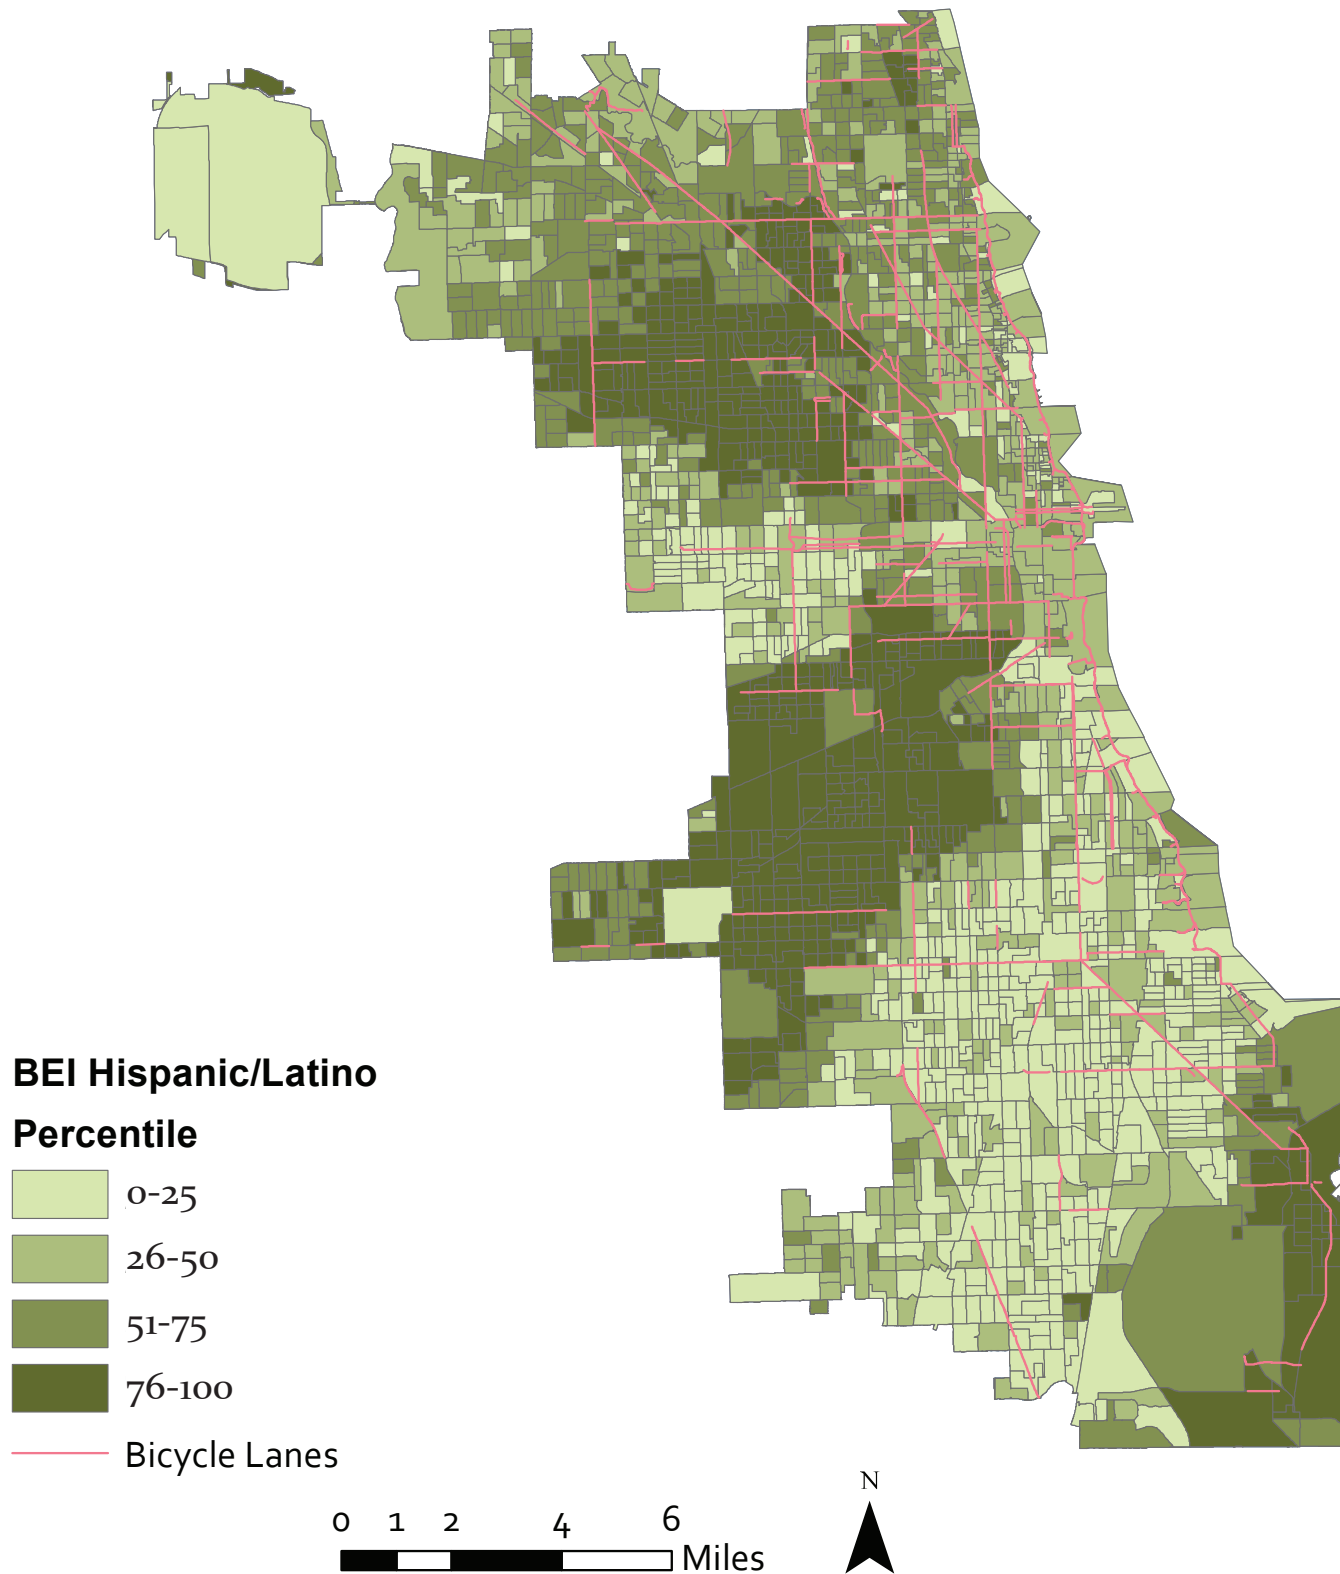 BEI Hispanic/Latino
Percentile
0-25
26-50
51-75
76-100
Bicycle Lanes
0 1 2 4 6
Miles
N